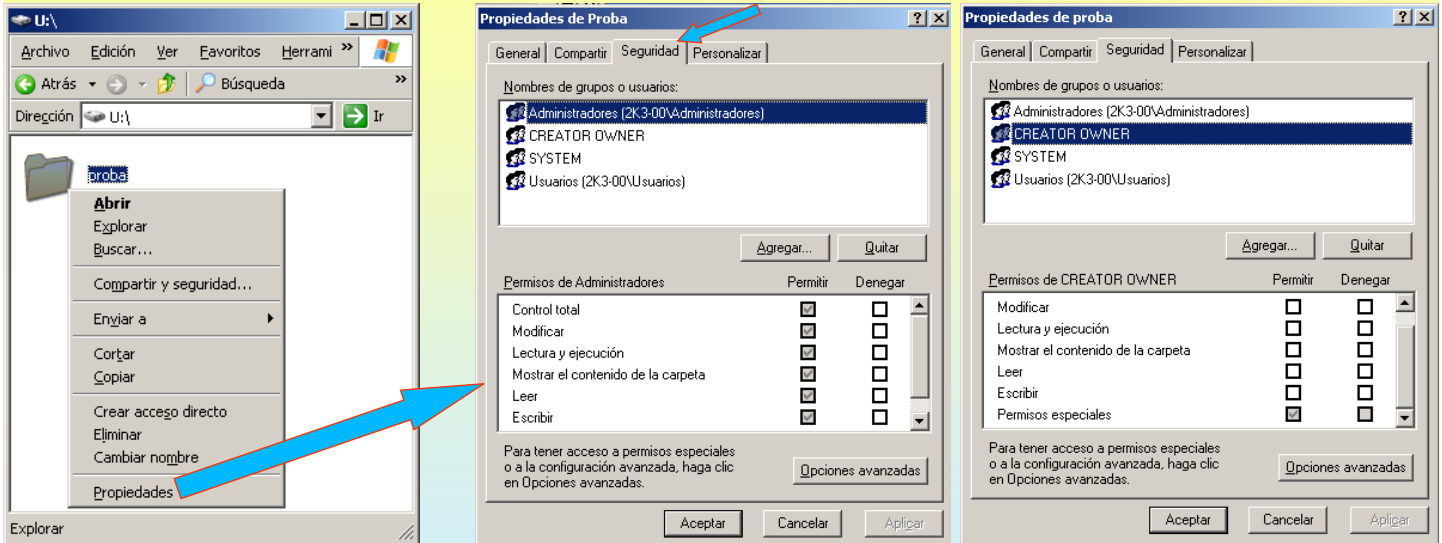 U:\
Archivo Edición Ver Favoritos Herrami »
Atrás Búsqueda »
Dirección U:\ Ir
proba
Abrir
Explorar
Buscar...
Compartir y seguridad...
Enviar a
Cortar
Copiar
Crear acceso directo
Eliminar
Cambiar nombre
Propiedades
Explorar
Propiedades de Proba
General Compartir Seguridad Personalizar
Nombres de grupos o usuarios:
Administradores (2K3-00\Administradores)
CREATOR OWNER
SYSTEM
Usuarios (2K3-00\Usuarios)
Agregar... Quitar
Permisos de Administradores Permitir Denegar
Control total
Modificar
Lectura y ejecución
Mostrar el contenido de la carpeta
Leer
Escribir
Para tener acceso a permisos especiales
o a la configuración avanzada, haga clic
en Opciones avanzadas.
Opciones avanzadas
Aceptar Cancelar Aplicar
Propiedades de proba
General Compartir Seguridad Personalizar
Nombres de grupos o usuarios:
Administradores (2K3-00\Administradores)
CREATOR OWNER
SYSTEM
Usuarios (2K3-00\Usuarios)
Agregar... Quitar
Permisos de CREATOR OWNER Permitir Denegar
Modificar
Lectura y ejecución
Mostrar el contenido de la carpeta
Leer
Escribir
Permisos especiales
Para tener acceso a permisos especiales
o a la configuración avanzada, haga clic
en Opciones avanzadas.
Opciones avanzadas
Aceptar Cancelar Aplicar